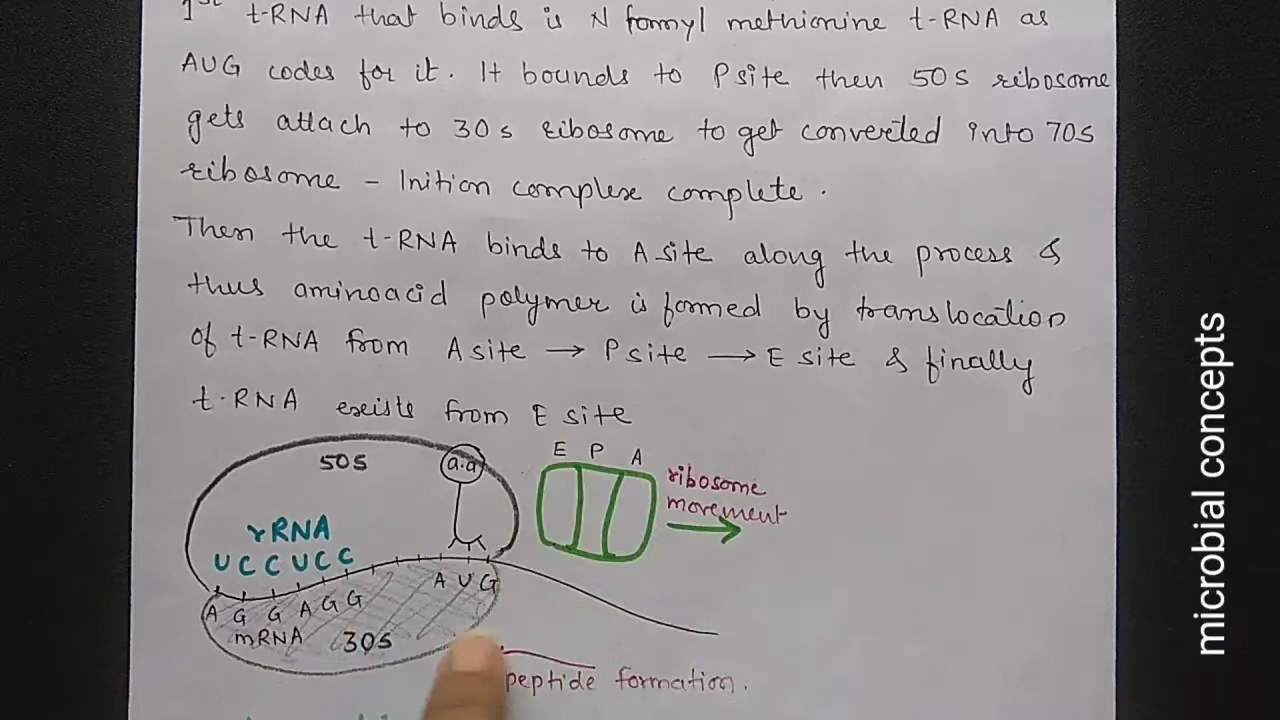 1st t-RNA that binds is N formyl methionine t-RNA as
AUG codes for it. It bounds to P site then 50S ribosome
gets attach to 30s ribosome to get converted into 70s
ribosome - Inition complex complete.
Then the t-RNA binds to A site along the process &
thus aminoacid polymer is formed by translocation
of t-RNA from A site → P site → E site & finally
t-RNA exists from E site
50S
a.a
E P A
ribosome
movement
rRNA
UCCUCC
A G G A G G
A U G
mRNA 30S
peptide formation.
microbial concepts